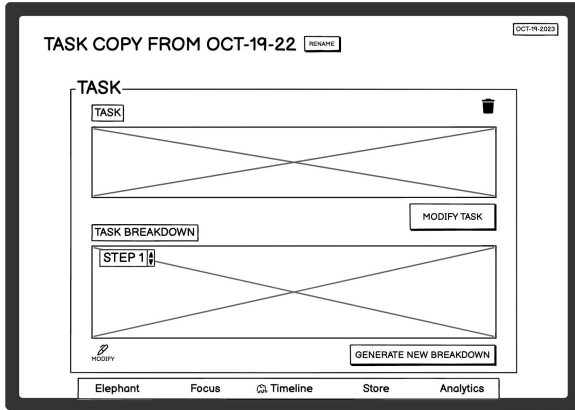 OCT-19-2023
TASK COPY FROM OCT-19-22 RENAME
TASK
TASK
MODIFY TASK
TASK BREAKDOWN
STEP 1
MODIFY
GENERATE NEW BREAKDOWN
Elephant Focus Timeline Store Analytics